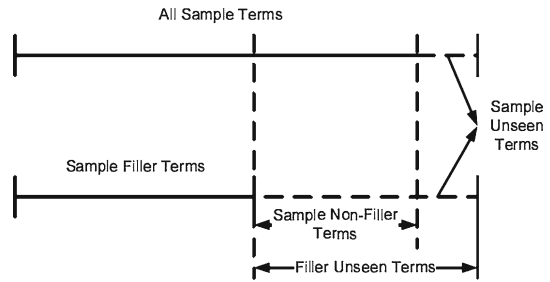 All Sample Terms
Sample
Unseen
Terms
Sample Filler Terms
Sample Non-Filler
Terms
Filler Unseen Terms